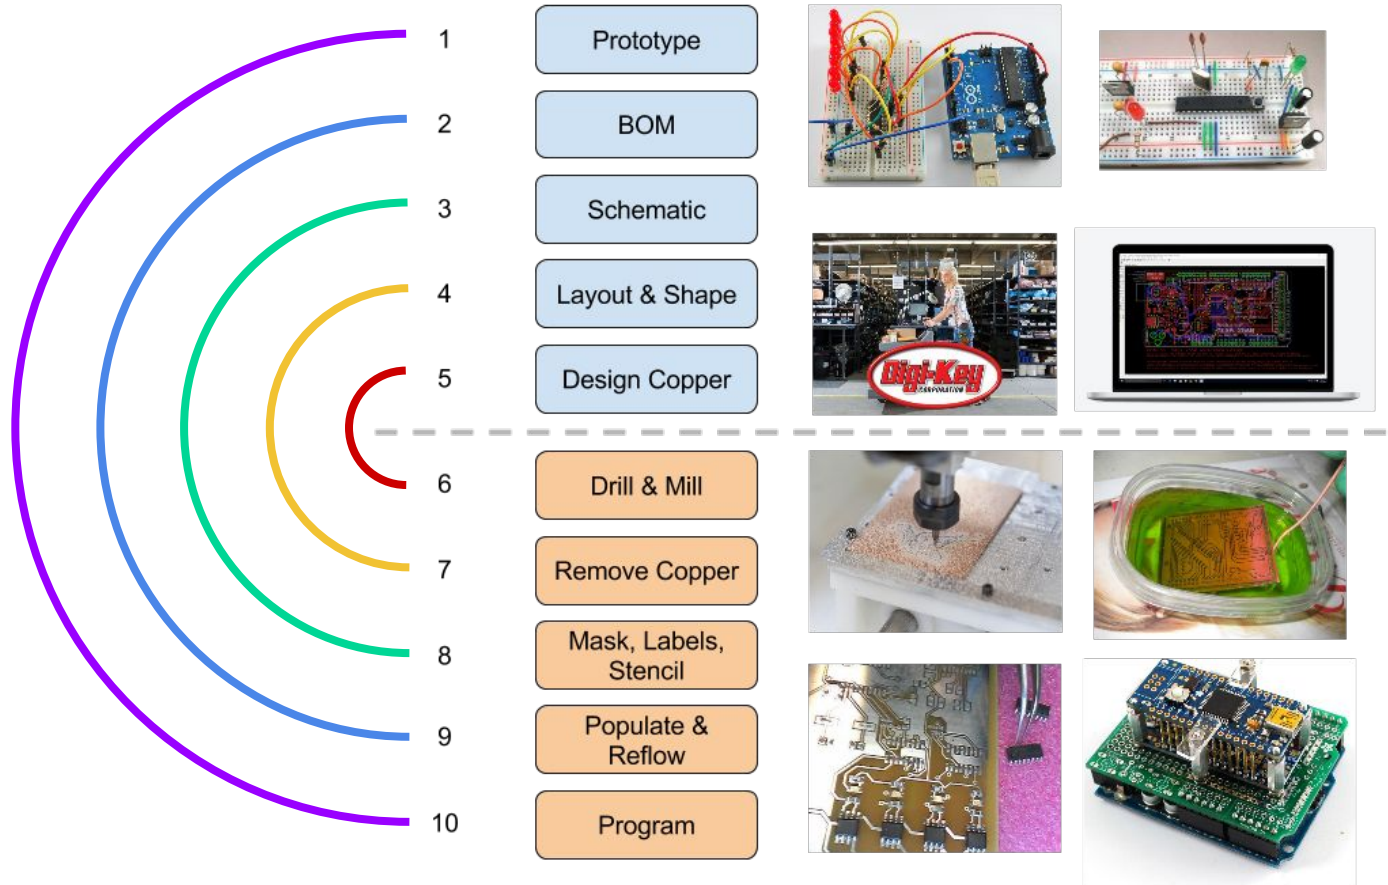 1
Prototype
2
BOM
3
Schematic
4
Layout & Shape
5
Design Copper
Digi-Key
CORPORATION
6
Drill & Mill
7
Remove Copper
8
Mask, Labels,
Stencil
9
Populate &
Reflow
10
Program